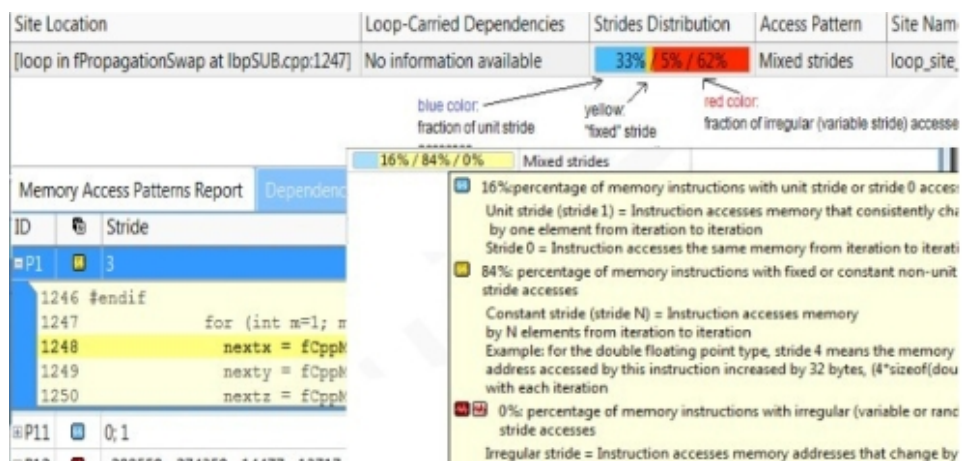 Site Location Loop-Carried Dependencies Strides Distribution Access Pattern Site Nam
[loop in fPropagationSwap at lbpSUB.cpp:1247] No information available 33% / 5% / 62% Mixed strides loop_site_
blue color:
fraction of unit stride
yellow:
"fixed" stride
red color:
fraction of irregular (variable stride) accesse
16% / 84% / 0% Mixed strides
Memory Access Patterns Report Dependenc
ID Stride
P1 3
1246 #endif
1247 for (int m=1; m
1248 nextx = fCppM
1249 nexty = fCppM
1250 nextz = fCppM
P11 0; 1
16%:percentage of memory instructions with unit stride or stride 0 acces
Unit stride (stride 1) = Instruction accesses memory that consistently cha
by one element from iteration to iteration
Stride 0 = Instruction accesses the same memory from iteration to iterati
84%: percentage of memory instructions with fixed or constant non-unit
stride accesses
Constant stride (stride N) = Instruction accesses memory
by N elements from iteration to iteration
Example: for the double floating point type, stride 4 means the memory
address accessed by this instruction increased by 32 bytes, (4*sizeof(dou
with each iteration
0%: percentage of memory instructions with irregular (variable or ranc
stride accesses
Irregular stride = Instruction accesses memory addresses that change by